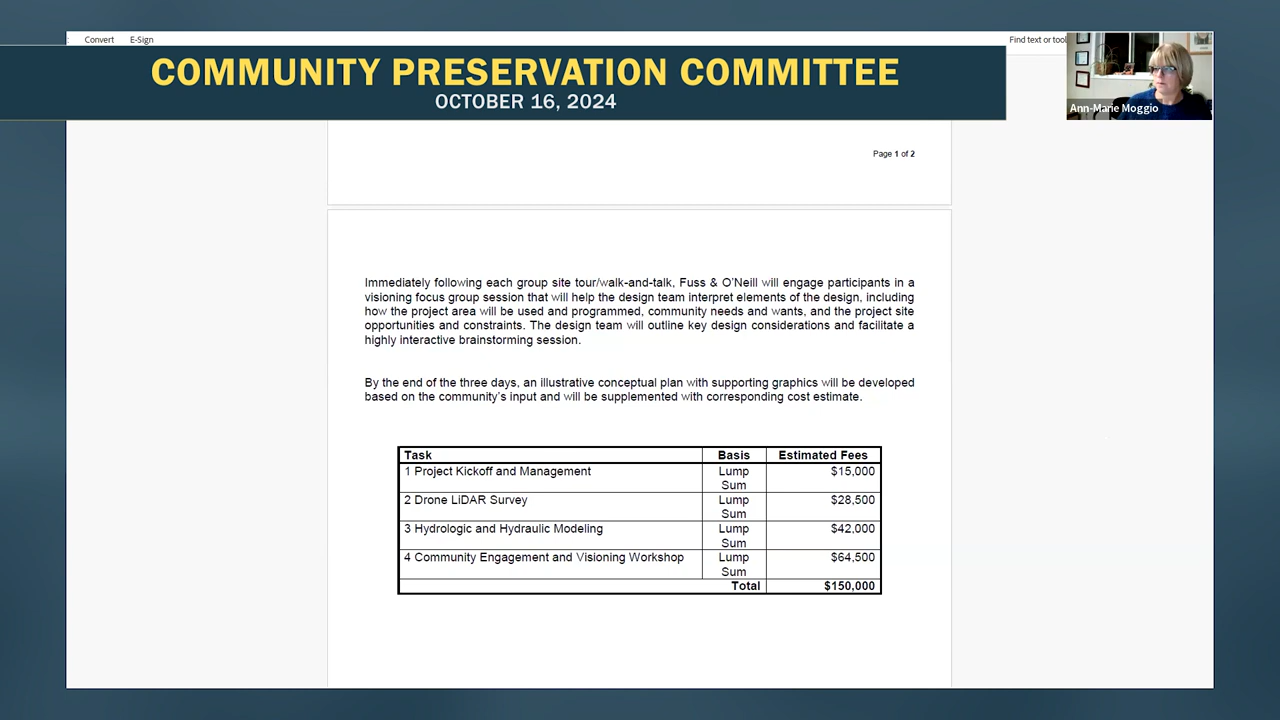 Convert E-Sign Find text or tool
COMMUNITY PRESERVATION COMMITTEE
OCTOBER 16, 2024
Ann-Marie Moggio
Page 1 of 2
Immediately following each group site tour/walk-and-talk, Fuss & O'Neill will engage participants in a
visioning focus group session that will help the design team interpret elements of the design, including
how the project area will be used and programmed, community needs and wants, and the project site
opportunities and constraints. The design team will outline key design considerations and facilitate a
highly interactive brainstorming session.
By the end of the three days, an illustrative conceptual plan with supporting graphics will be developed
based on the community's input and will be supplemented with corresponding cost estimate.
Task Basis Estimated Fees
1 Project Kickoff and Management Lump $15,000
Sum
2 Drone LiDAR Survey Lump $28,500
Sum
3 Hydrologic and Hydraulic Modeling Lump $42,000
Sum
4 Community Engagement and Visioning Workshop Lump $64,500
Sum
Total $150,000